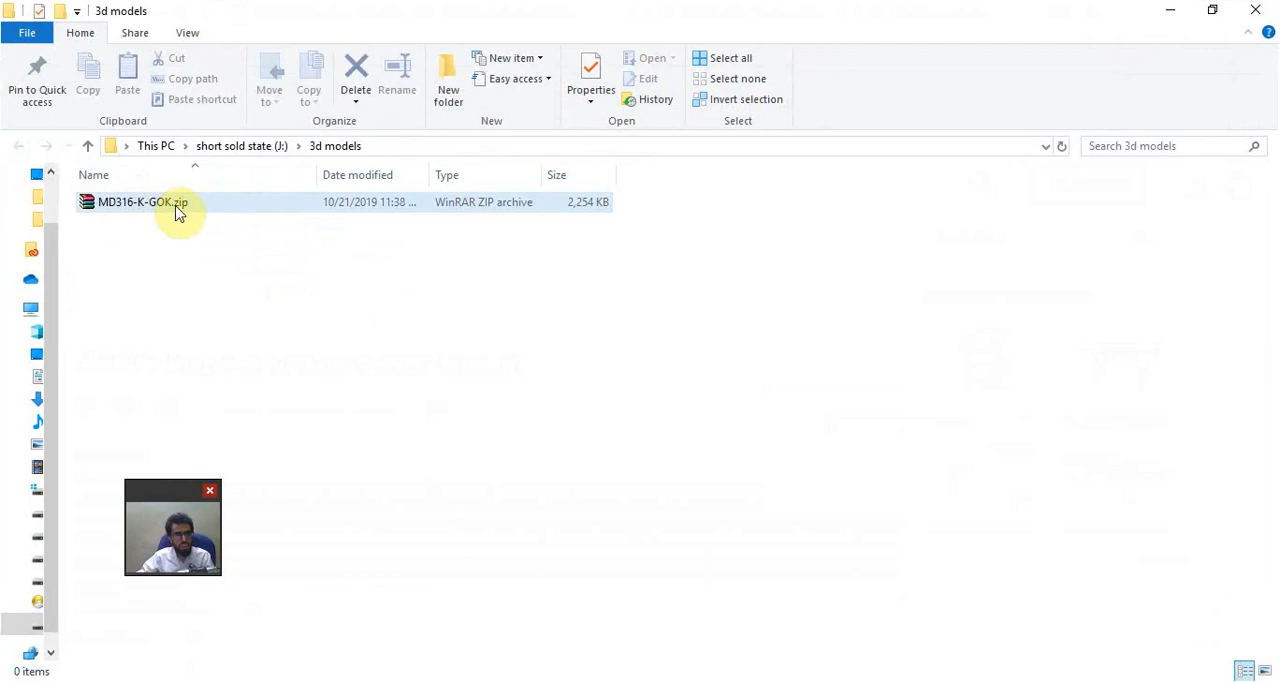 3d models
File
Home
Share
View
Pin to Quick access
Copy
Paste
Cut
Copy path
Paste shortcut
Clipboard
Move to
Copy to
Delete
Rename
Organize
New folder
New item
Easy access
New
Properties
Open
Edit
History
Open
Select all
Select none
Invert selection
Select
This PC
short sold state (J:)
3d models
Search 3d models
Name
Date modified
Type
Size
MD316-K-GOK.zip
10/21/2019 11:38 ...
WinRAR ZIP archive
2,254 KB
0 items